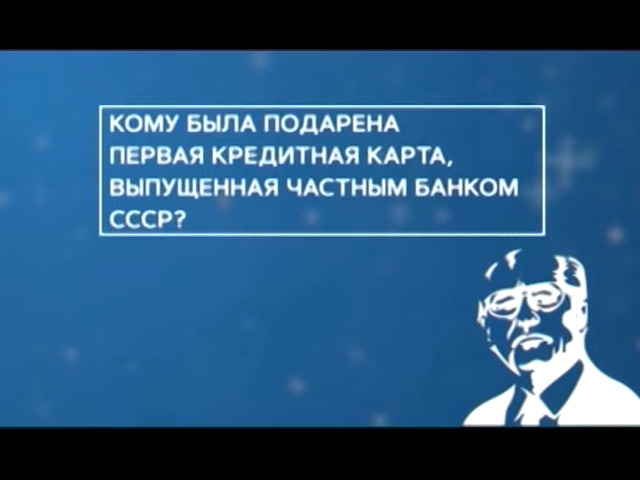 КОМУ БЫЛА ПОДАРЕНА
ПЕРВАЯ КРЕДИТНАЯ КАРТА,
ВЫПУЩЕННАЯ ЧАСТНЫМ БАНКОМ
СССР?